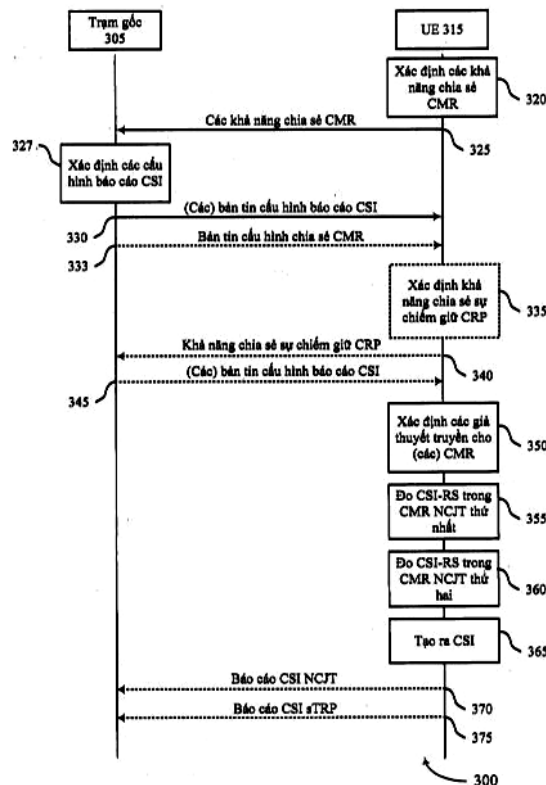 Trạm gốc
305
UE 315
Xác định các khả
năng chia sẻ
CMR
320
Các khả năng chia sẻ CMR
325
327
Xác định các cấu
hình báo cáo CSI
(Các) bản tin cấu hình báo cáo CSI
330
Bản tin cấu hình chia sẻ CMR
333
Xác định khả
năng chia sẻ sự
chiếm giữ CRP
335
Khả năng chia sẻ sự chiếm giữ CRP
340
(Các) bản tin cấu hình báo cáo CSI
345
Xác định các giả
thuyết truyền cho
(các) CMR
350
Đo CSI-RS trong
CMR NCJT thứ
nhất
355
Đo CSI-RS trong
CMR NCJT thứ
hai
360
Tạo ra CSI
365
Báo cáo CSI NCJT
370
Báo cáo CSI sTRP
375
300